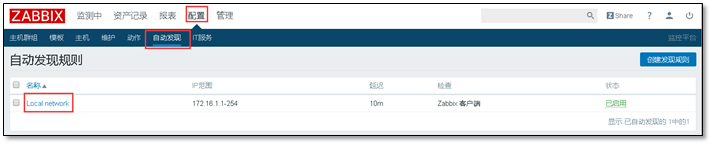 ZABBIX 监测中 资产记录 报表 配置 管理 Z Share ?
主机群组 模板 主机 维护 动作 自动发现 IT服务 监控平台
自动发现规则 创建发现规则
名称▲ IP范围 延迟 检查 状态
Local network 172.16.1.1-254 10m Zabbix 客户端 已启用
显示 已自动发现的 1中的1